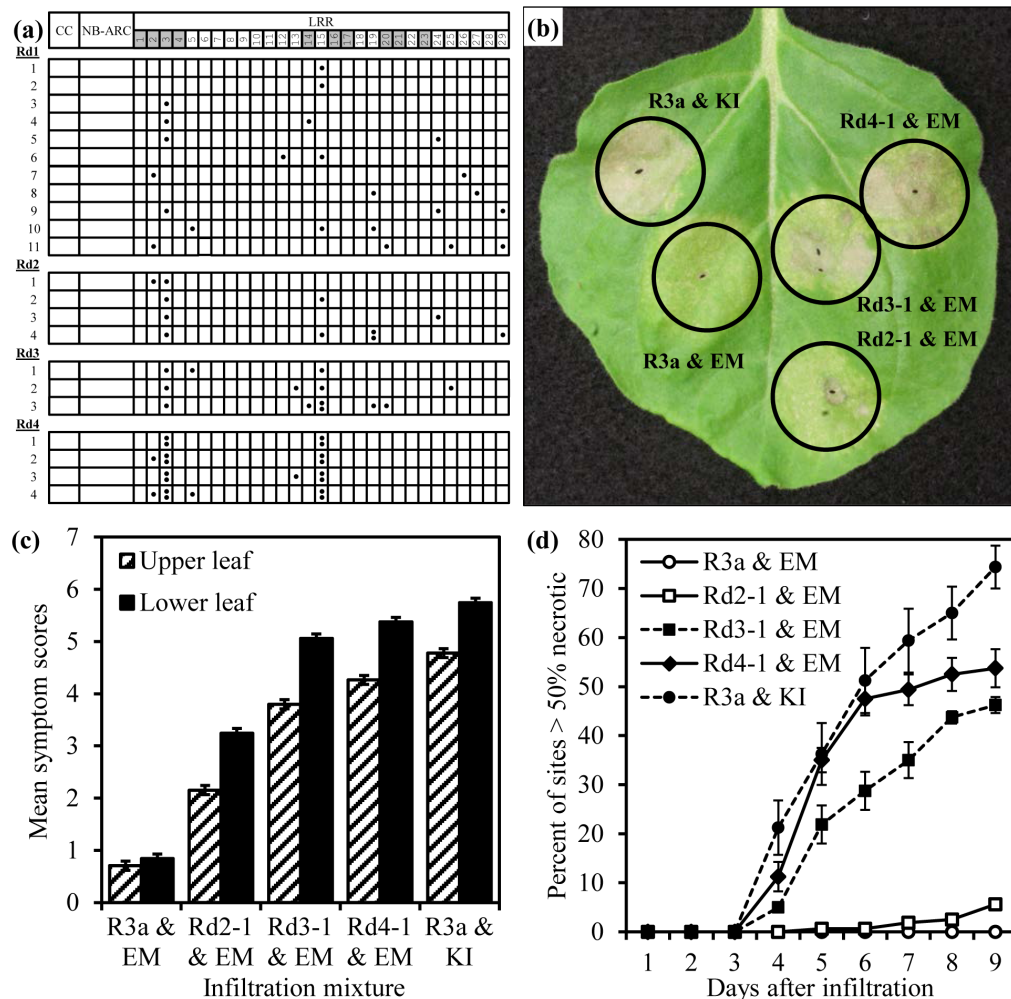 (a)
CC NB-ARC LRR
1 2 3 4 5 6 7 8 9 10 11 12 13 14 15 16 17 18 19 20 21 22 23 24 25 26 27 28 29
Rd1
1
2
3
4
5
6
7
8
9
10
11
Rd2
1
2
3
4
Rd3
1
2
3
Rd4
1
2
3
4
(b)
R3a & KI
Rd4-1 & EM
Rd3-1 & EM
R3a & EM
Rd2-1 & EM
(c)
Mean symptom scores
7
6
5
4
3
2
1
0
Upper leaf
Lower leaf
R3a & EM
Rd2-1 & EM
Rd3-1 & EM
Rd4-1 & EM
R3a & KI
Infiltration mixture
(d)
Percent of sites > 50% necrotic
80
70
60
50
40
30
20
10
0
R3a & EM
Rd2-1 & EM
Rd3-1 & EM
Rd4-1 & EM
R3a & KI
1 2 3 4 5 6 7 8 9
Days after infiltration